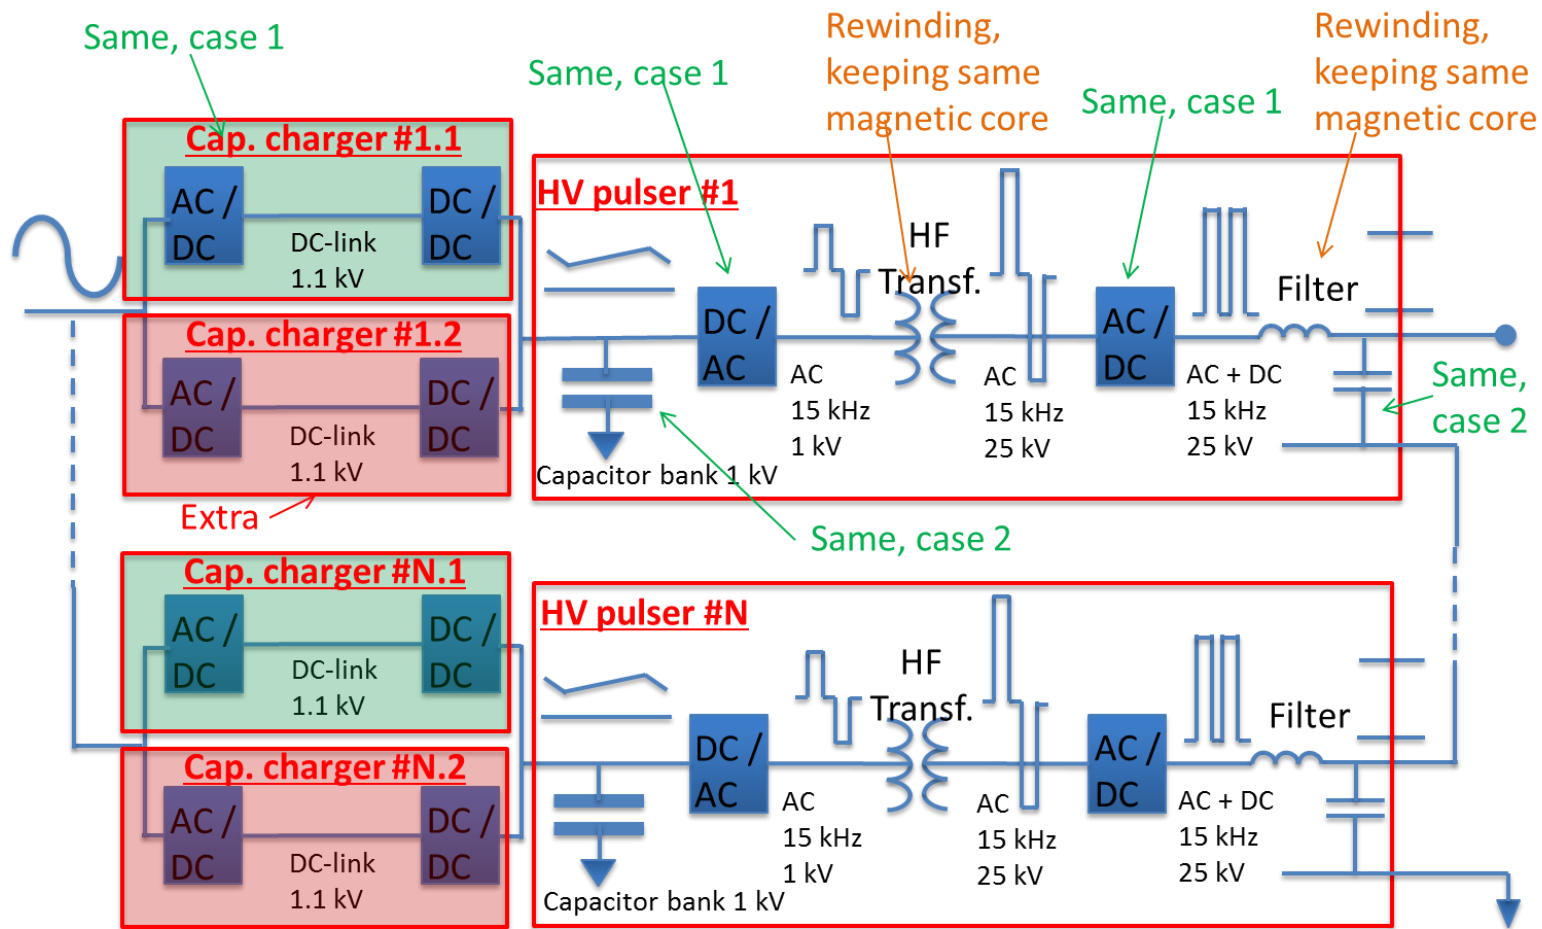 Same, case 1
Same, case 1
Rewinding,
keeping same
magnetic core
Same, case 1
Rewinding,
keeping same
magnetic core
Cap. charger #1.1
AC /
DC
DC-link
1.1 kV
DC /
DC
Cap. charger #1.2
AC /
DC
DC-link
1.1 kV
DC /
DC
Extra
HV pulser #1
Capacitor bank 1 kV
DC /
AC
AC
15 kHz
1 kV
HF
Transf.
AC
15 kHz
25 kV
AC /
DC
AC + DC
15 kHz
25 kV
Filter
Same,
case 2
Same, case 2
Cap. charger #N.1
AC /
DC
DC-link
1.1 kV
DC /
DC
Cap. charger #N.2
AC /
DC
DC-link
1.1 kV
DC /
DC
HV pulser #N
Capacitor bank 1 kV
DC /
AC
AC
15 kHz
1 kV
HF
Transf.
AC
15 kHz
25 kV
AC /
DC
AC + DC
15 kHz
25 kV
Filter